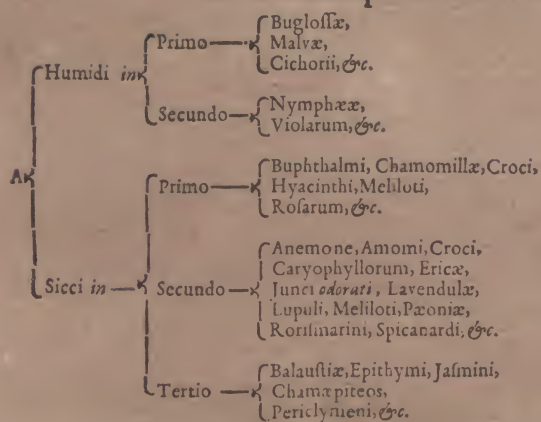 Bugloſſæ,
Primo
Malvæ,
Cichorii, &c.
Humidi in
Secundo
Nymphææ,
Violarum, &c.
A
Buphthalmi, Chamomillæ, Croci,
Primo
Hyacinthi, Meliloti,
Roſarum, &c.
Sicci in
Anemone, Amomi, Croci,
Caryophyllorum, Ericæ,
Secundo
Junci odorati, Lavendulæ,
Lupuli, Meliloti, Pæoniæ,
Roriſmarini, Spicanardi, &c.
Balauſtiæ, Epithymi, Jaſmini,
Tertio
Chamæpiteos,
Periclymeni, &c.